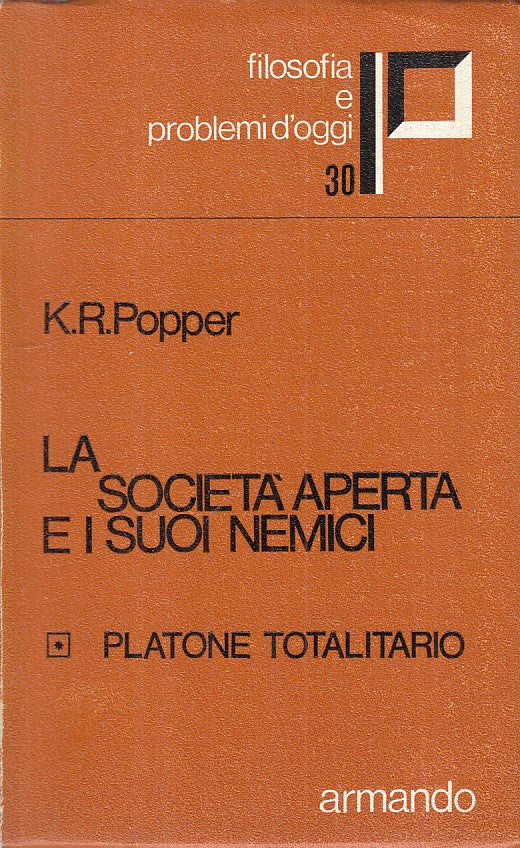 filosofia
e
problemi d'oggi
30
K.R.Popper
LA
SOCIETÀ APERTA
E I SUOI NEMICI
* PLATONE TOTALITARIO
armando